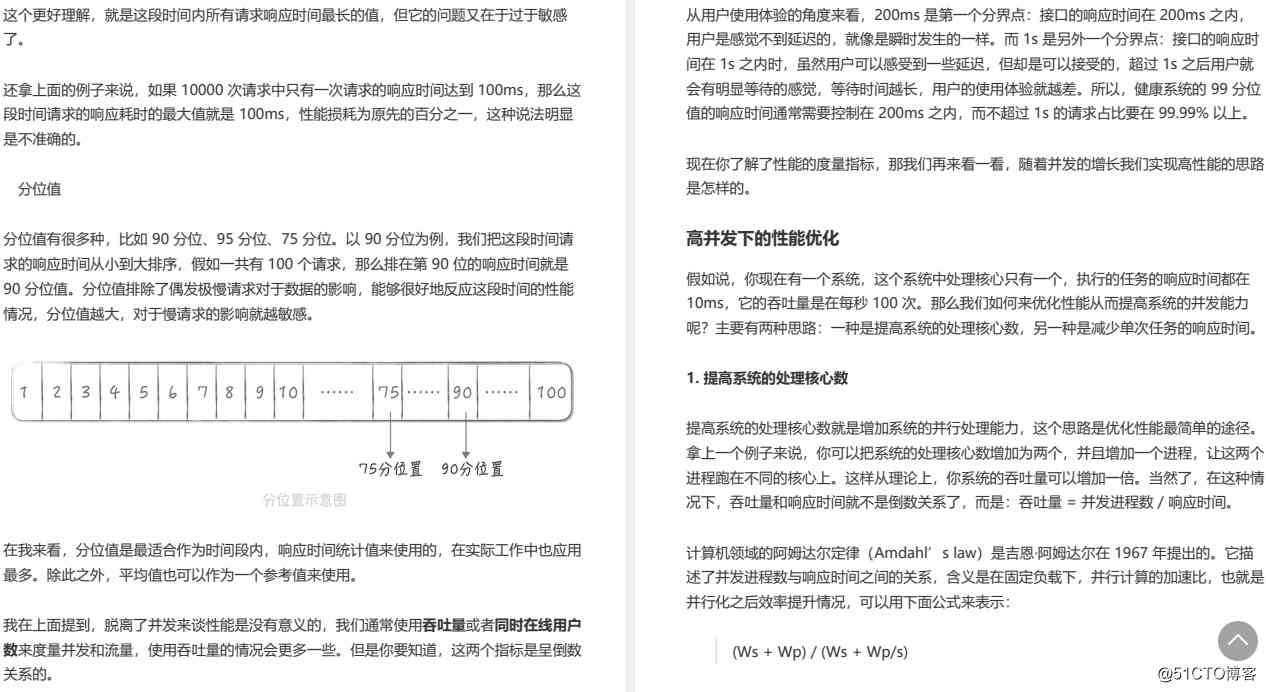 这个更好理解，就是这段时间内所有请求响应时间最长的值，但它的问题又在于过于敏感
了。
还拿上面的例子来说，如果 10000 次请求中只有一次请求的响应时间达到 100ms，那么这
段时间请求的响应耗时的最大值就是 100ms，性能损耗为原先的百分之一，这种说法明显
是不准确的。
分位值
分位值有很多种，比如 90 分位、95 分位、75 分位。以 90 分位为例，我们把这段时间请
求的响应时间从小到大排序，假如一共有 100 个请求，那么排在第 90 位的响应时间就是
90 分位值。分位值排除了偶发极慢请求对于数据的影响，能够很好地反应这段时间的性能
情况，分位值越大，对于慢请求的影响就越敏感。
1 2 3 4 5 6 7 8 9 10 …… 75 …… 90 …… 100
75分位置 90分位置
分位置示意图
在我来看，分位值是最适合作为时间段内，响应时间统计值来使用的，在实际工作中也应用
最多。除此之外，平均值也可以作为一个参考值来使用。
我在上面提到，脱离了并发来谈性能是没有意义的，我们通常使用吞吐量或者同时在线用户
数来度量并发和流量，使用吞吐量的情况会更多一些。但是你要知道，这两个指标是呈倒数
关系的。
从用户使用体验的角度来看，200ms 是第一个分界点：接口的响应时间在 200ms 之内，
用户是感觉不到延迟的，就像是瞬时发生的一样。而 1s 是另外一个分界点：接口的响应时
间在 1s 之内时，虽然用户可以感受到一些延迟，但却是可以接受的，超过 1s 之后用户就
会有明显等待的感觉，等待时间越长，用户的使用体验就越差。所以，健康系统的 99 分位
值的响应时间通常需要控制在 200ms 之内，而不超过 1s 的请求占比要在 99.99% 以上。
现在你了解了性能的度量指标，那我们再来看一看，随着并发的增长我们实现高性能的思路
是怎样的。
高并发下的性能优化
假如说，你现在有一个系统，这个系统中处理核心只有一个，执行的任务的响应时间都在
10ms，它的吞吐量是在每秒 100 次。那么我们如何来优化性能从而提高系统的并发能力
呢？主要有两种思路：一种是提高系统的处理核心数，另一种是减少单次任务的响应时间。
1. 提高系统的处理核心数
提高系统的处理核心数就是增加系统的并行处理能力，这个思路是优化性能最简单的途径。
拿上一个例子来说，你可以把系统的处理核心数增加为两个，并且增加一个进程，让这两个
进程跑在不同的核心上。这样从理论上，你系统的吞吐量可以增加一倍。当然了，在这种情
况下，吞吐量和响应时间就不是倒数关系了，而是：吞吐量 = 并发进程数 / 响应时间。
计算机领域的阿姆达尔定律（Amdahl’s law）是吉恩·阿姆达尔在 1967 年提出的。它描
述了并发进程数与响应时间之间的关系，含义是在固定负载下，并行计算的加速比，也就是
并行化之后效率提升情况，可以用下面公式来表示：
(Ws + Wp) / (Ws + Wp/s)
@51CTO博客